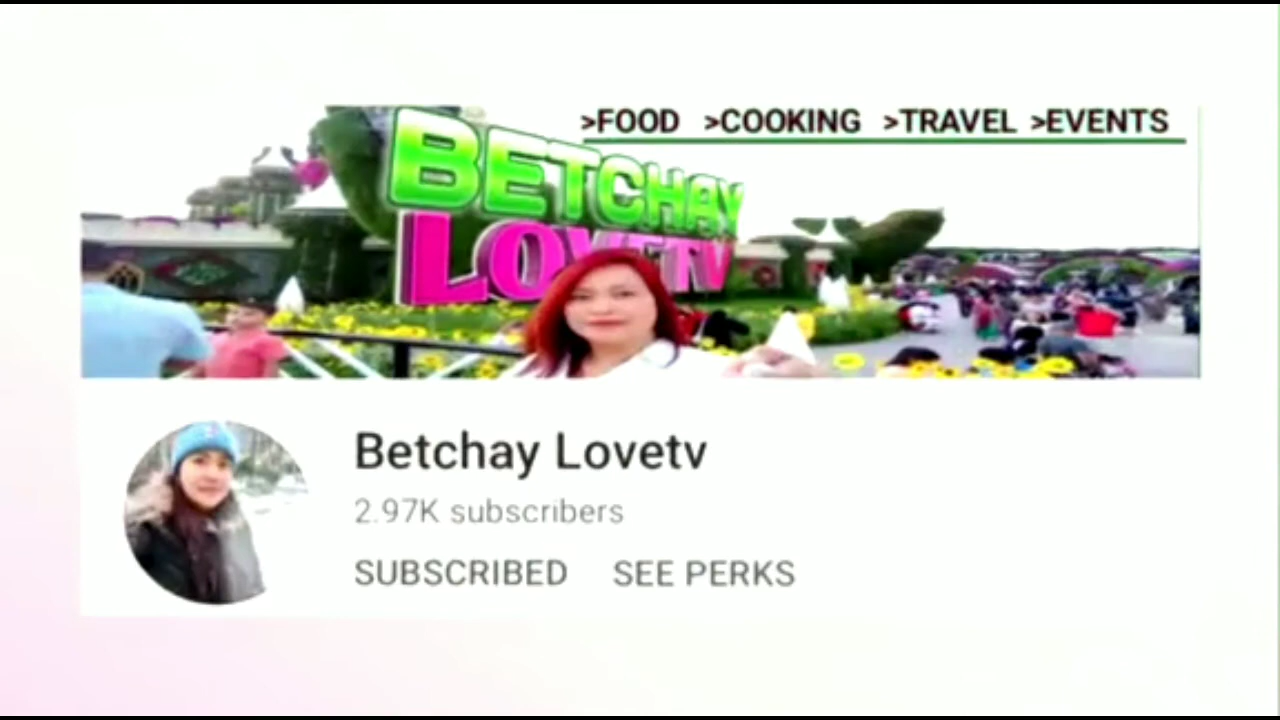 >FOOD >COOKING >TRAVEL >EVENTS
BETCHAY
LOVETV
Betchay Lovetv
2.97K subscribers
SUBSCRIBED SEE PERKS